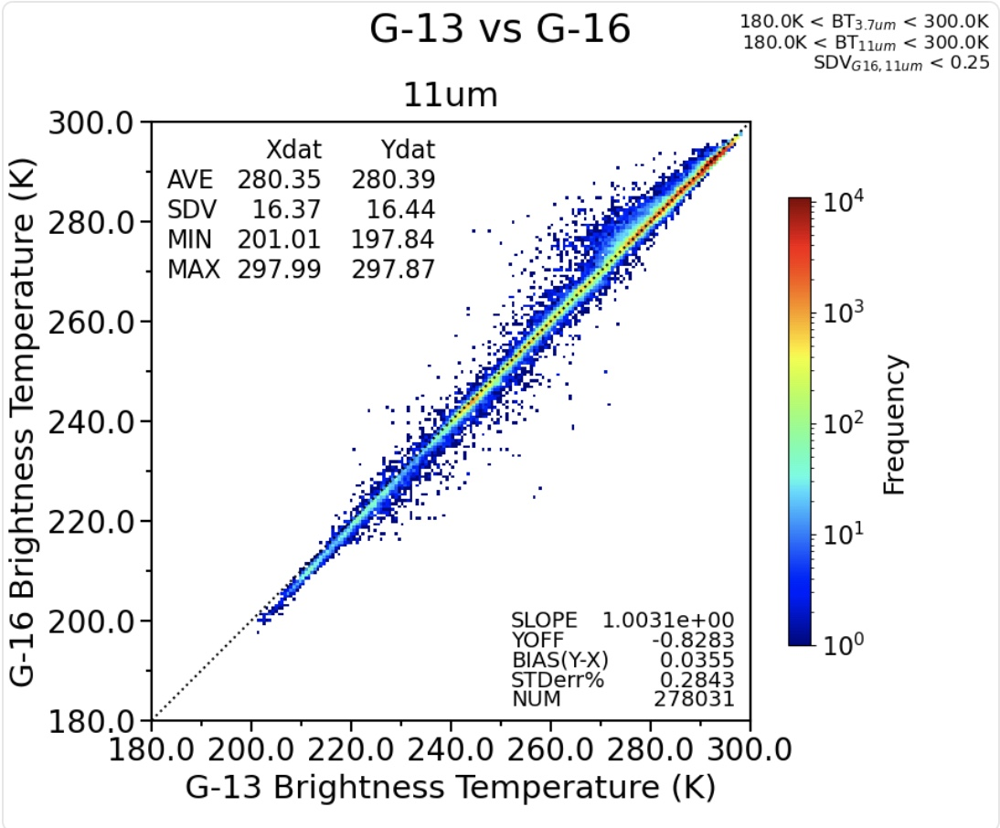 G-13 vs G-16
180.0K < BT3.7um < 300.0K
180.0K < BT11um < 300.0K
SDVG16,11um < 0.25
11um
Xdat Ydat
AVE 280.35 280.39
SDV 16.37 16.44
MIN 201.01 197.84
MAX 297.99 297.87
SLOPE 1.0031e+00
YOFF -0.8283
BIAS(Y-X) 0.0355
STDerr% 0.2843
NUM 278031
G-16 Brightness Temperature (K)
300.0
280.0
260.0
240.0
220.0
200.0
180.0
180.0 200.0 220.0 240.0 260.0 280.0 300.0
G-13 Brightness Temperature (K)
10^4
10^3
10^2
10^1
10^0
Frequency